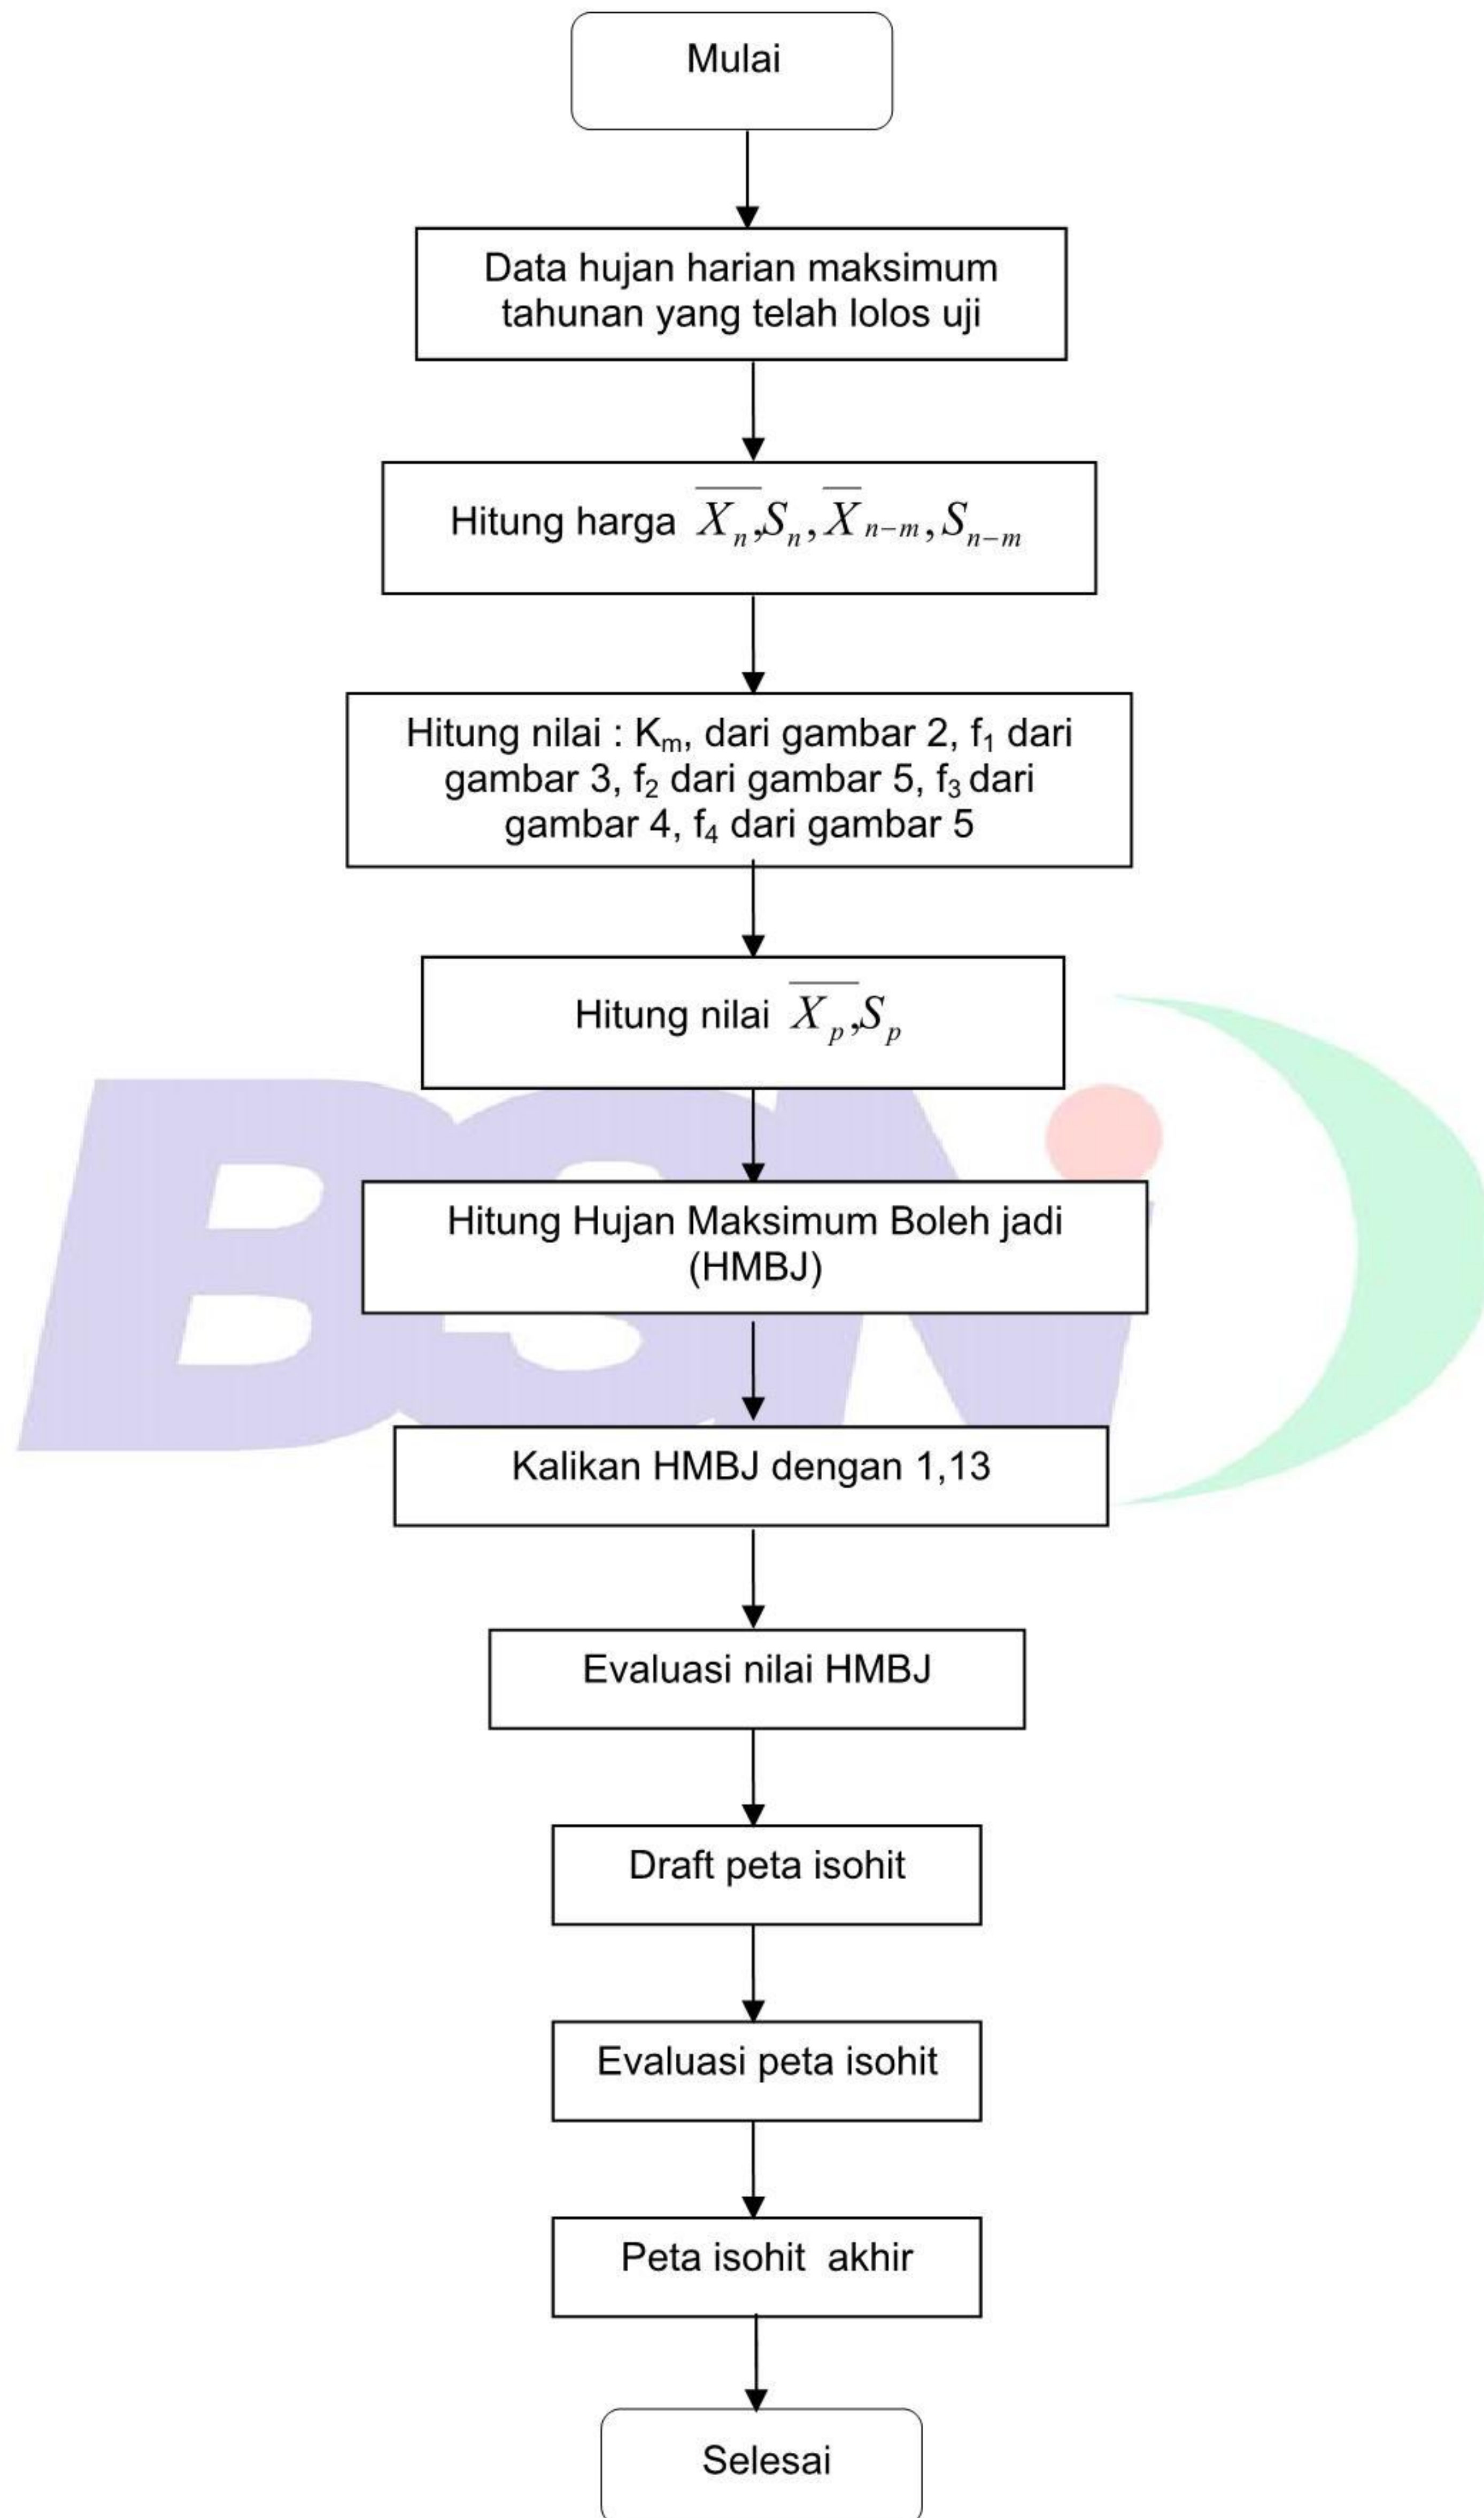 Mulai
Data hujan harian maksimum
tahunan yang telah lolos uji
Hitung harga X̅ₙ,Sₙ,X̅ₙ₋ₘ,Sₙ₋ₘ
Hitung nilai : Kₘ, dari gambar 2, f₁ dari
gambar 3, f₂ dari gambar 5, f₃ dari
gambar 4, f₄ dari gambar 5
Hitung nilai X̅ₚ,Sₚ
BSNi
Hitung Hujan Maksimum Boleh jadi
(HMBJ)
Kalikan HMBJ dengan 1,13
Evaluasi nilai HMBJ
Draft peta isohit
Evaluasi peta isohit
Peta isohit akhir
Selesai